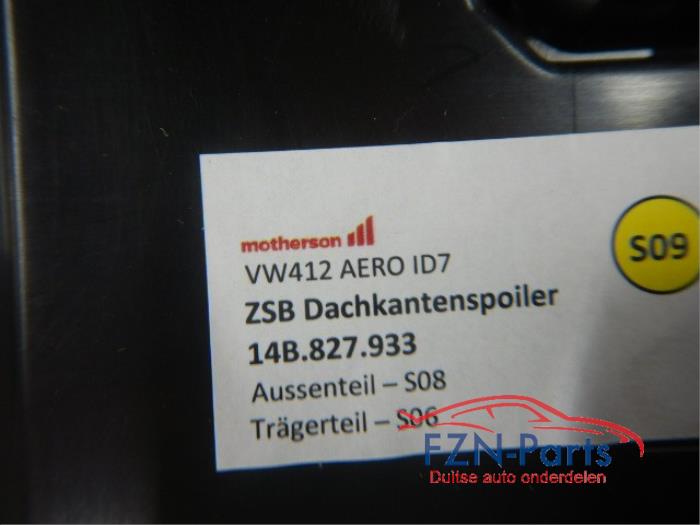 motherson
VW412 AERO ID7
S09
ZSB Dachkantenspoiler
14B.827.933
Aussenteil – S08
Trägerteil – S06
FZN-Parts
Duitse auto onderdelen